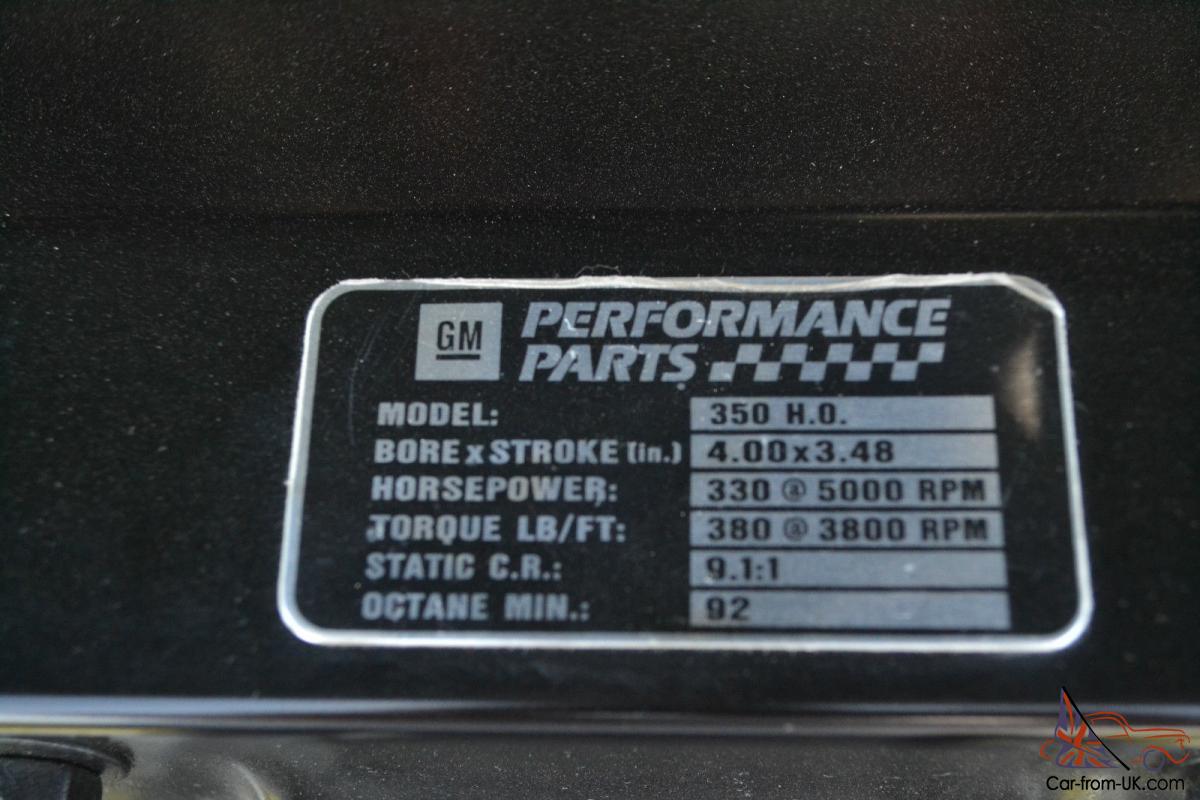 GM
PERFORMANCE
PARTS
MODEL: 350 H.O.
BORE x STROKE (in.) 4.00x3.48
HORSEPOWER: 330 @ 5000 RPM
TORQUE LB/FT: 380 @ 3800 RPM
STATIC C.R.: 9.1:1
OCTANE MIN.: 92
Car-from-UK.com